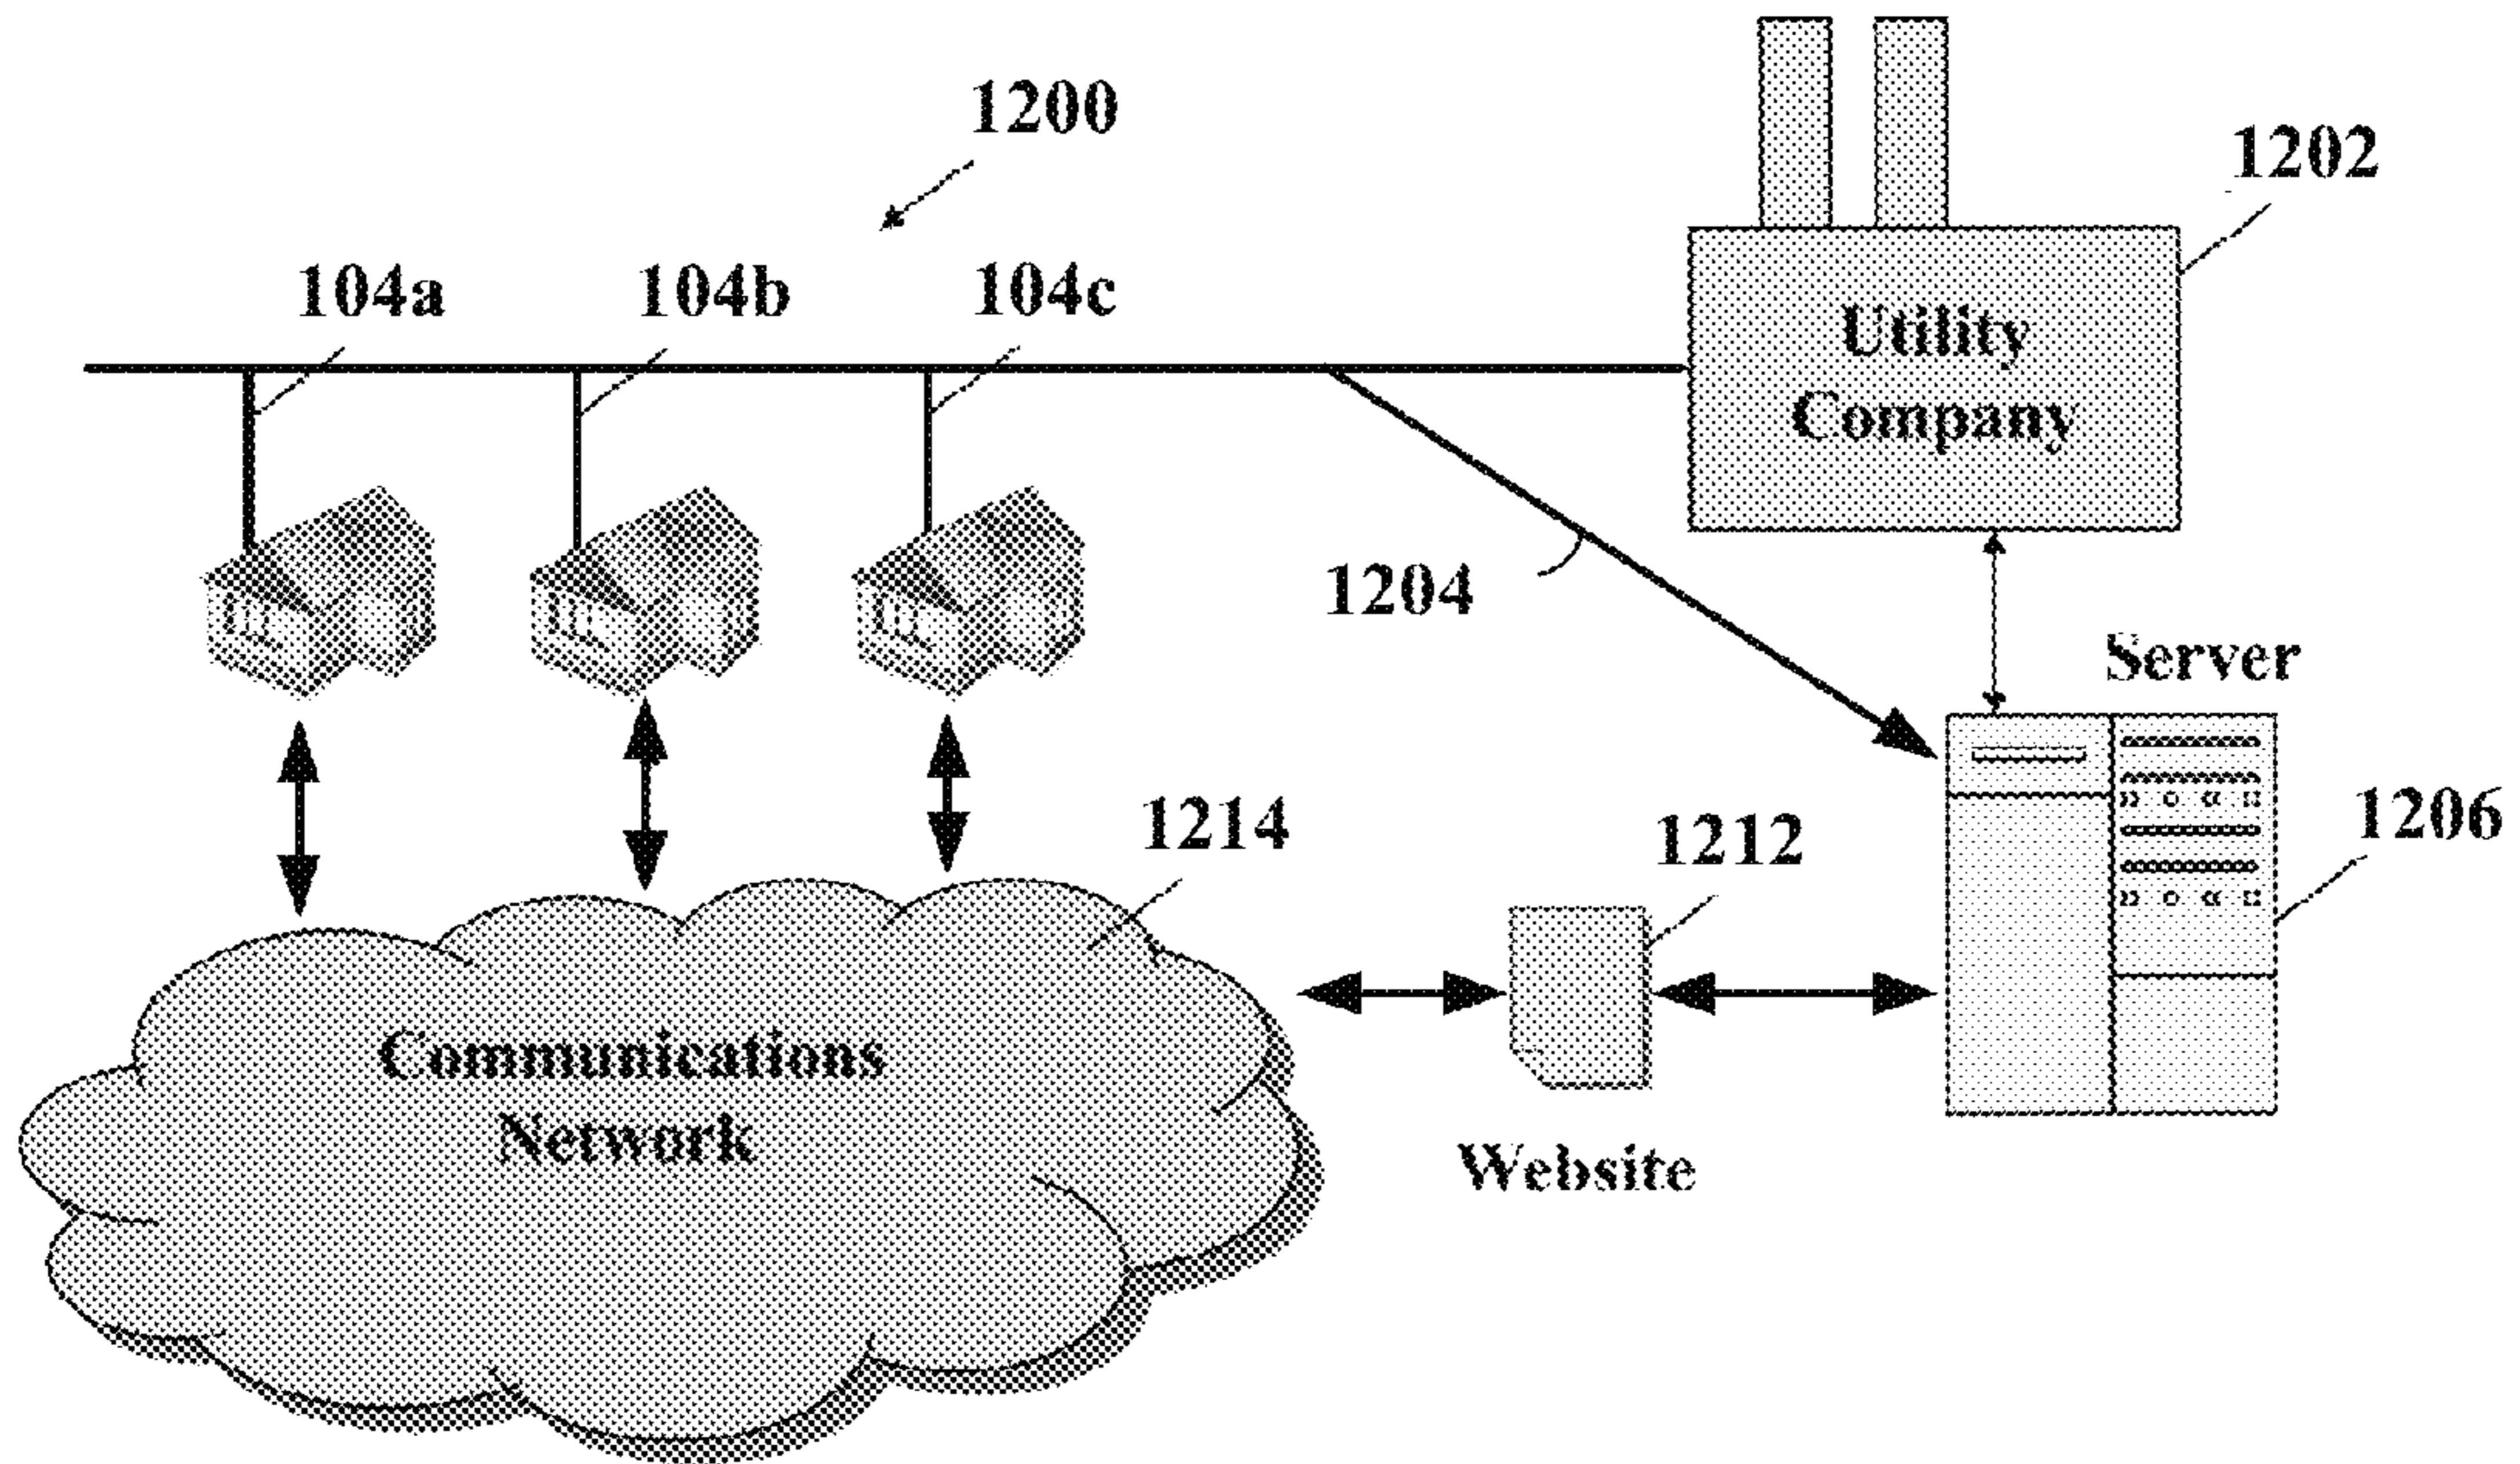 1200
1202
104a 104b 104c
Utility
Company
1204
Server
1206
1214
1212
Communications
Network
Website